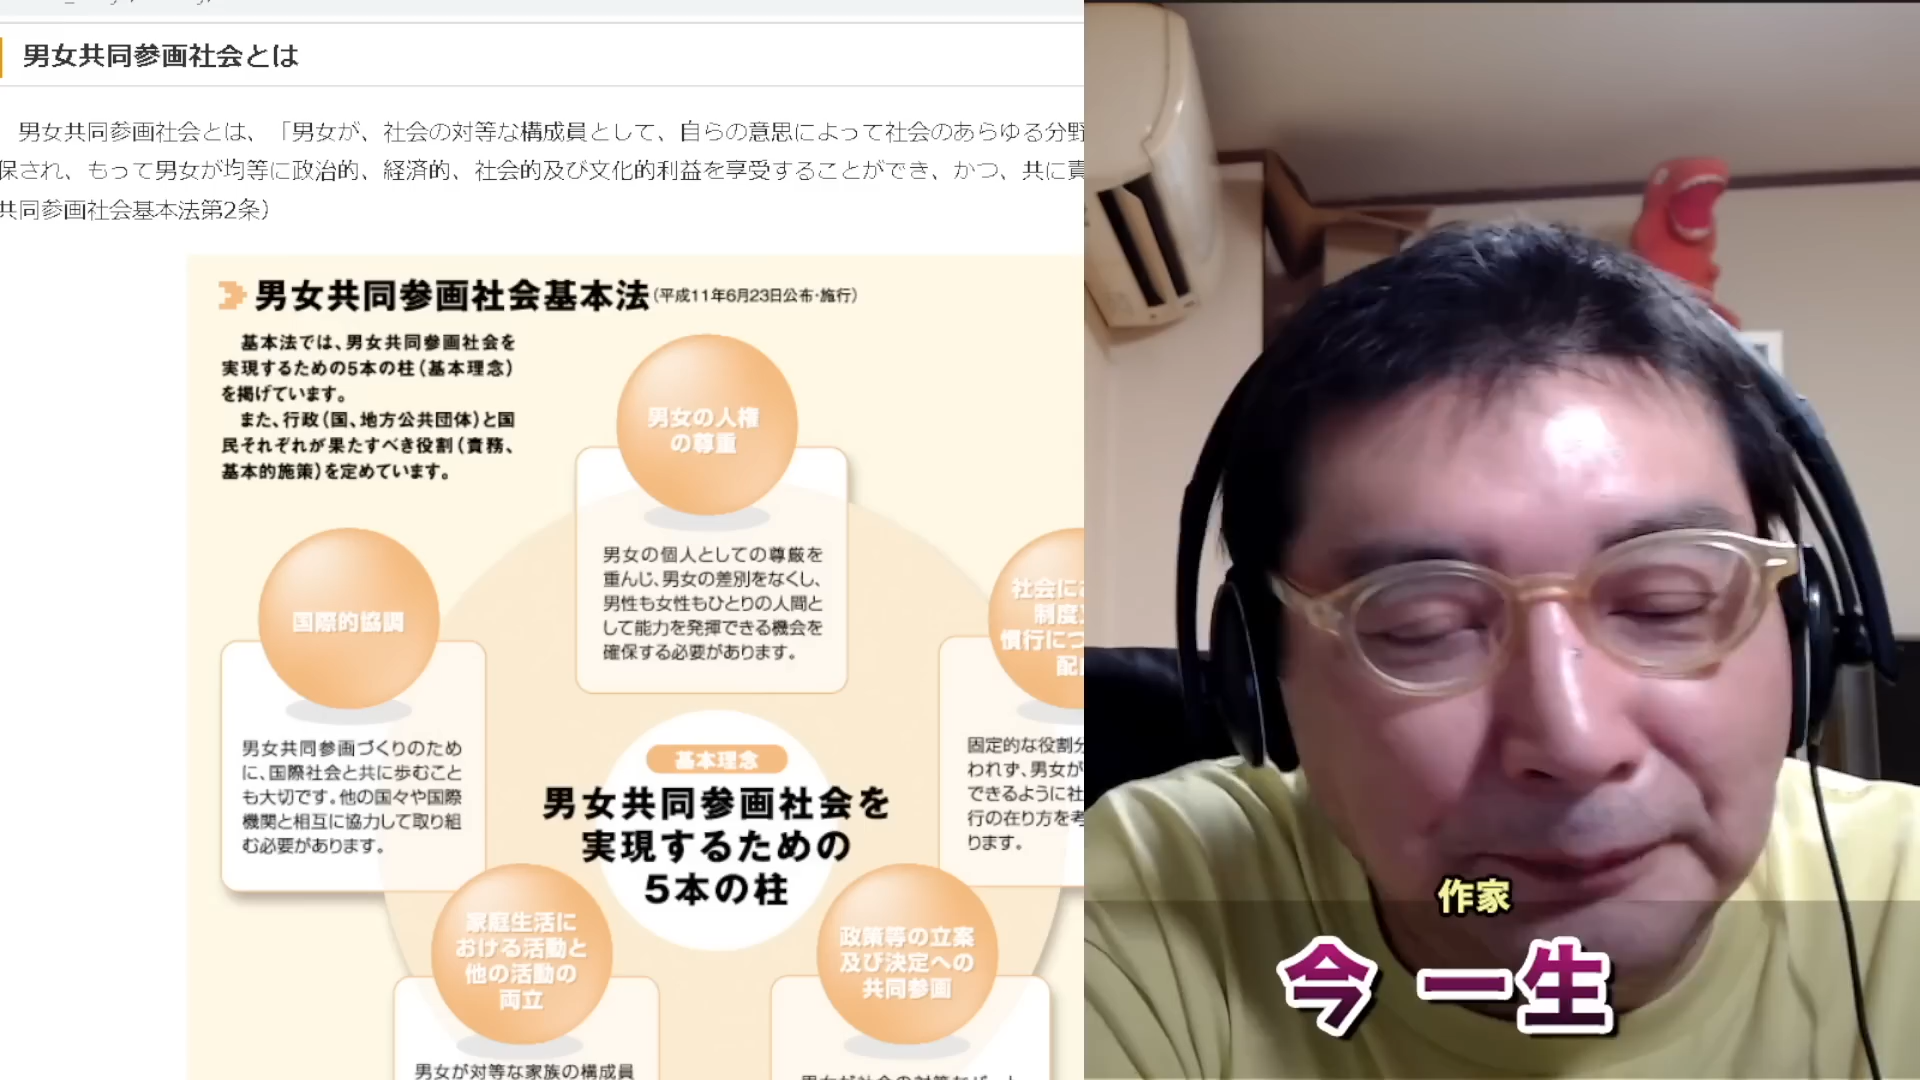 男女共同参画社会とは
男女共同参画社会とは、「男女が、社会の対等な構成員として、自らの意思によって社会のあらゆる分野
保され、もって男女が均等に政治的、経済的、社会的及び文化的利益を享受することができ、かつ、共に責
共同参画社会基本法第2条）
男女共同参画社会基本法（平成11年6月23日公布・施行）
基本法では、男女共同参画社会を
実現するための5本の柱（基本理念）
を掲げています。
また、行政（国、地方公共団体）と国
民それぞれが果たすべき役割（責務、
基本的施策）を定めています。
男女の人権
の尊重
男女の個人としての尊厳を
重んじ、男女の差別をなくし、
男性も女性もひとりの人間と
して能力を発揮できる機会を
確保する必要があります。
国際的協調
男女共同参画づくりのため
に、国際社会と共に歩むこと
も大切です。他の国々や国際
機関と相互に協力して取り組
む必要があります。
社会に
制度
慣行につ
配
固定的な役割分
われず、男女が
できるように社
行の在り方を考
ります。
基本理念
男女共同参画社会を
実現するための
5本の柱
家庭生活に
おける活動と
他の活動の
両立
男女が対等な家族の構成員
政策等の立案
及び決定への
共同参画
作家
今 一生